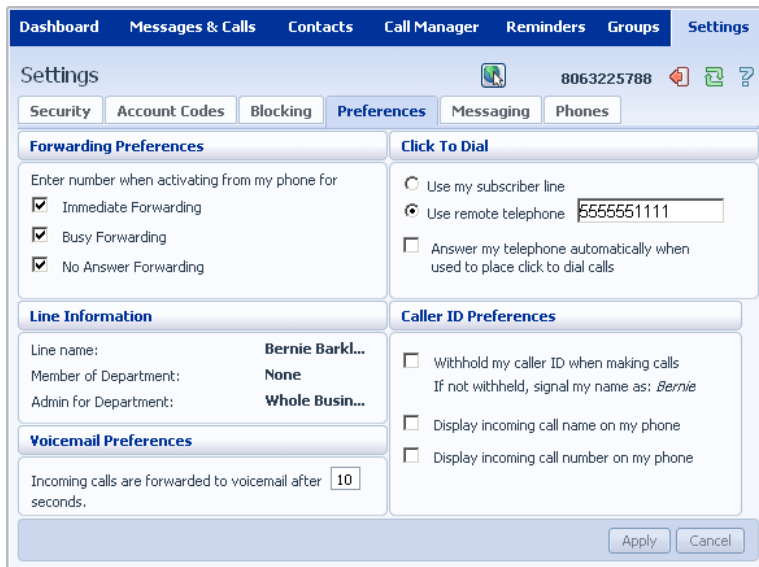 Dashboard Messages & Calls Contacts Call Manager Reminders Groups Settings
Settings
8063225788
?
Security Account Codes Blocking Preferences Messaging Phones
Forwarding Preferences
Enter number when activating from my phone for
Immediate Forwarding
Busy Forwarding
No Answer Forwarding
Click To Dial
Use my subscriber line
Use remote telephone 5555551111
Answer my telephone automatically when
used to place click to dial calls
Line Information
Line name: Bernie Barkl...
Member of Department: None
Admin for Department: Whole Busin...
Caller ID Preferences
Withhold my caller ID when making calls
If not withheld, signal my name as: Bernie
Display incoming call name on my phone
Display incoming call number on my phone
Voicemail Preferences
Incoming calls are forwarded to voicemail after 10
seconds.
Apply Cancel